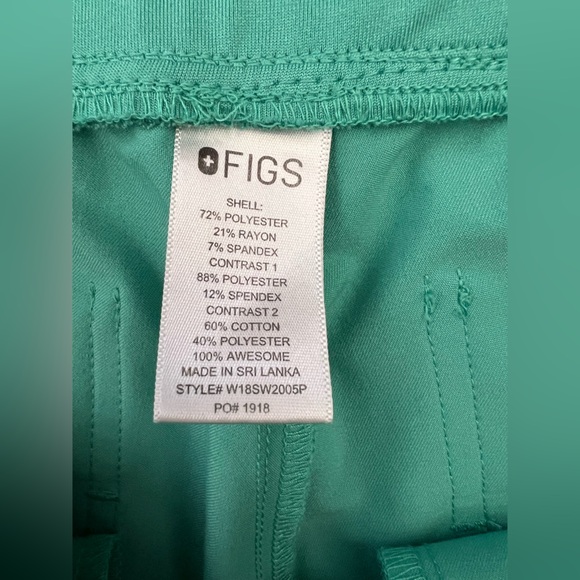 FIGS
SHELL:
72% POLYESTER
21% RAYON
7% SPANDEX
CONTRAST 1
88% POLYESTER
12% SPENDEX
CONTRAST 2
60% COTTON
40% POLYESTER
100% AWESOME
MADE IN SRI LANKA
STYLE# W18SW2005P
PO# 1918